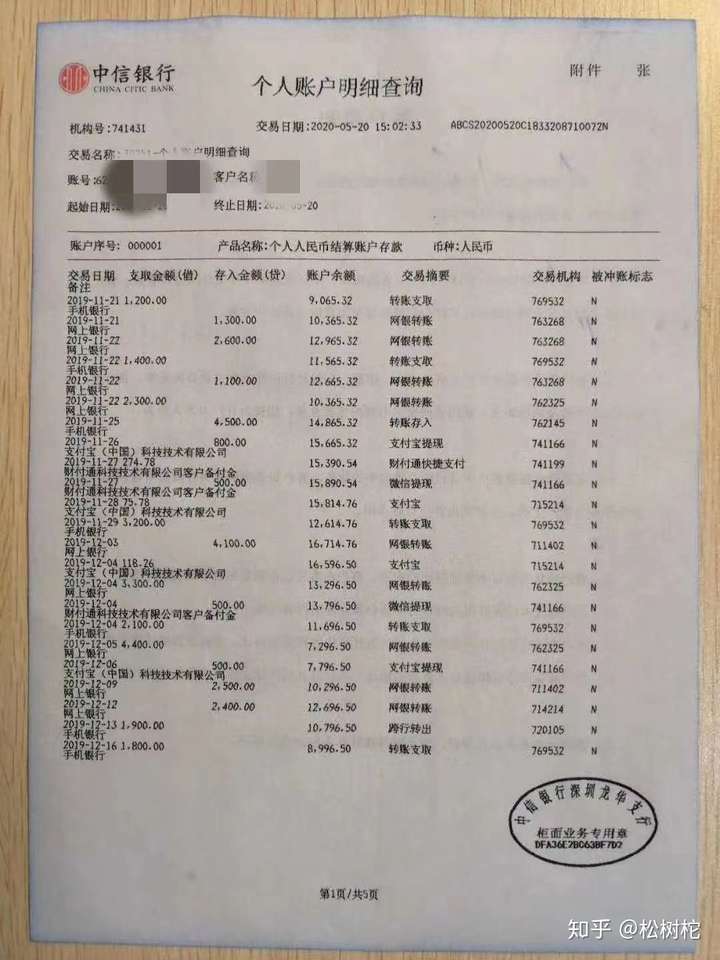 中信银行
CHINA CITIC BANK
个人账户明细查询
附件 张
机构号:741431 交易日期:2020-05-20 15:02:33 ABCS20200520C1833208710072N
交易名称: 个人账户明细查询
账号:62 客户名称
起始日期: 终止日期: -05-20
账户序号: 000001 产品名称:个人人民币结算账户存款 币种:人民币
交易日期 支取金额(借) 存入金额(贷) 账户余额 交易摘要 交易机构 被冲账标志
备注
2019-11-21 1,200.00 9,065.32 转账支取 769532 N
手机银行
2019-11-21 1,300.00 10,365.32 网银转账 763268 N
网上银行
2019-11-22 2,600.00 12,965.32 网银转账 763268 N
网上银行
2019-11-22 1,400.00 11,565.32 转账支取 769532 N
手机银行
2019-11-22 1,100.00 12,665.32 网银转账 763268 N
网上银行
2019-11-22 2,300.00 10,365.32 网银转账 762325 N
网上银行
2019-11-25 4,500.00 14,865.32 转账存入 762145 N
手机银行
2019-11-26 800.00 15,665.32 支付宝提现 741166 N
支付宝（中国）科技技术有限公司
2019-11-27 274.78 15,390.54 财付通快捷支付 741199 N
财付通科技技术有限公司客户备付金
2019-11-27 500.00 15,890.54 微信提现 741166 N
财付通科技技术有限公司客户备付金
2019-11-28 75.78 15,814.76 支付宝 715214 N
支付宝（中国）科技技术有限公司
2019-11-29 3,200.00 12,614.76 转账支取 769532 N
手机银行
2019-12-03 4,100.00 16,714.76 网银转账 711402 N
网上银行
2019-12-04 118.26 16,596.50 支付宝 715214 N
支付宝（中国）科技技术有限公司
2019-12-04 3,300.00 13,296.50 网银转账 762325 N
网上银行
2019-12-04 500.00 13,796.50 微信提现 741166 N
财付通科技技术有限公司客户备付金
2019-12-04 2,100.00 11,696.50 转账支取 769532 N
手机银行
2019-12-05 4,400.00 7,296.50 网银转账 762325 N
网上银行
2019-12-06 500.00 7,796.50 支付宝提现 741166 N
支付宝（中国）科技技术有限公司
2019-12-09 2,500.00 10,296.50 网银转账 711402 N
网上银行
2019-12-12 2,400.00 12,696.50 网银转账 714214 N
网上银行
2019-12-13 1,900.00 10,796.50 跨行转出 720105 N
手机银行
2019-12-16 1,800.00 8,996.50 转账支取 769532 N
手机银行
中信银行深圳龙华支行
柜面业务专用章
DFA36E2BC63BF7D2
第1页/共5页
知乎 @松树柁